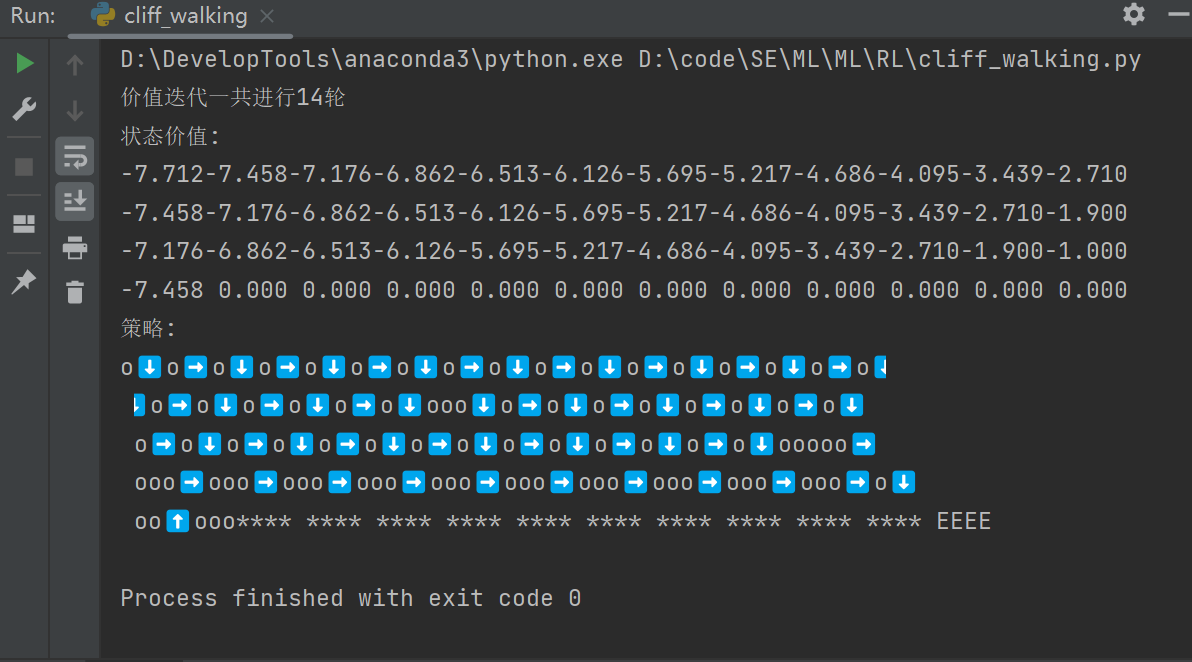 Run: cliff_walking
D:\DevelopTools\anaconda3\python.exe D:\code\SE\ML\ML\RL\cliff_walking.py
价值迭代一共进行14轮
状态价值:
-7.712-7.458-7.176-6.862-6.513-6.126-5.695-5.217-4.686-4.095-3.439-2.710
-7.458-7.176-6.862-6.513-6.126-5.695-5.217-4.686-4.095-3.439-2.710-1.900
-7.176-6.862-6.513-6.126-5.695-5.217-4.686-4.095-3.439-2.710-1.900-1.000
-7.458 0.000 0.000 0.000 0.000 0.000 0.000 0.000 0.000 0.000 0.000 0.000
策略:
o⬇️o➡️o⬇️o➡️o⬇️o➡️o⬇️o➡️o⬇️o➡️o⬇️o➡️o⬇️o➡️o⬇️o➡️o⬇️
⬇️o➡️o⬇️o➡️o⬇️o➡️o⬇️ooo⬇️o➡️o⬇️o➡️o⬇️o➡️o⬇️o➡️o⬇️
o➡️o⬇️o➡️o⬇️o➡️o⬇️o➡️o⬇️o➡️o⬇️o➡️o⬇️o➡️o⬇️ooooo➡️
ooo➡️ooo➡️ooo➡️ooo➡️ooo➡️ooo➡️ooo➡️ooo➡️ooo➡️ooo➡️o⬇️
oo⬆️ooo**** **** **** **** **** **** **** **** **** **** EEEE
Process finished with exit code 0